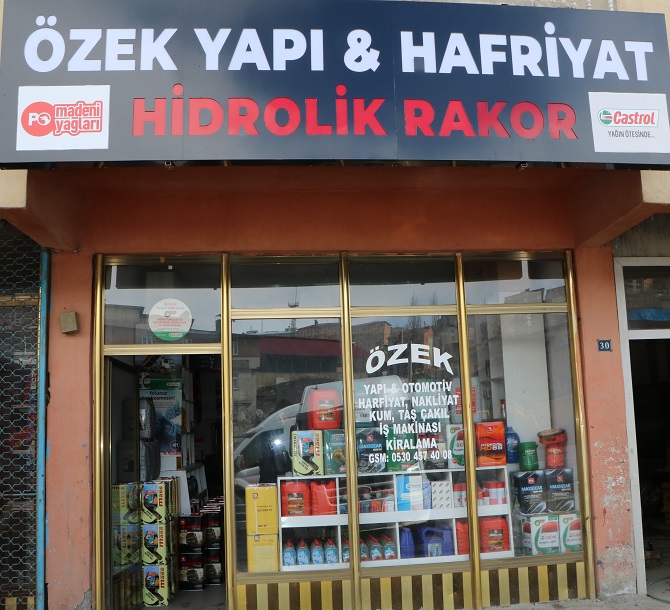 ÖZEK YAPI & HAFRİYAT
PO madeni yağları
HİDROLİK RAKOR
Castrol
YAĞIN ÖTESİNDE...
ÖZEK
YAPI & OTOMOTİV
HARFİYAT, NAKLİYAT
KUM, TAŞ ÇAKIL
İŞ MAKİNASI
KİRALAMA
GSM: 0530 457 40 08
30